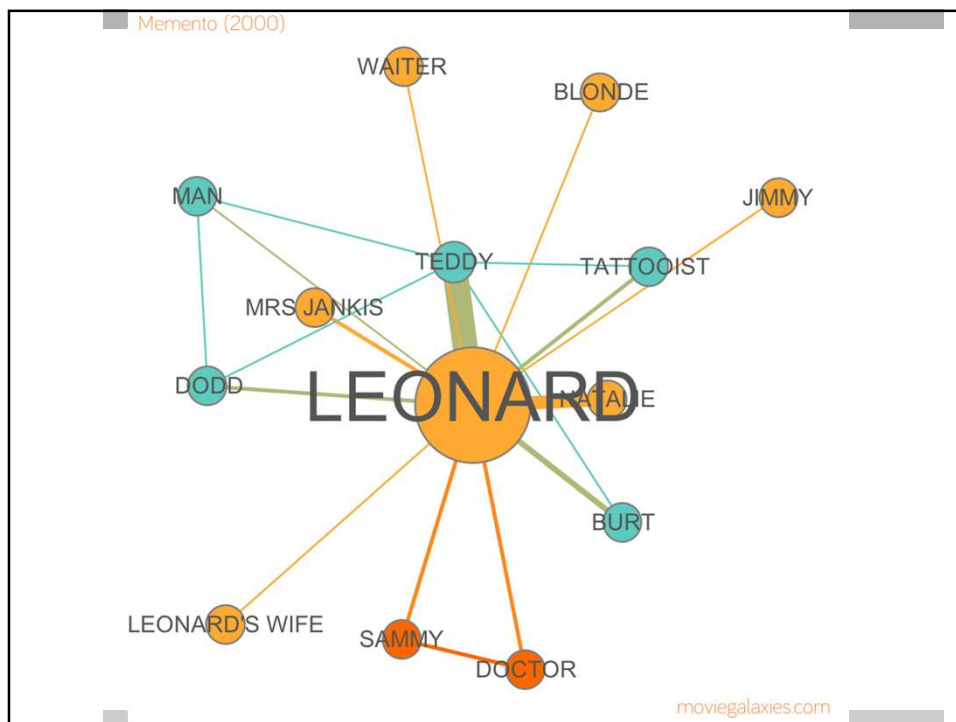 Memento (2000)
WAITER
BLONDE
MAN
JIMMY
TEDDY
TATTOOIST
MRS JANKIS
DODD
LEONARD
NATALIE
BURT
LEONARD'S WIFE
SAMMY
DOCTOR
moviegalaxies.com